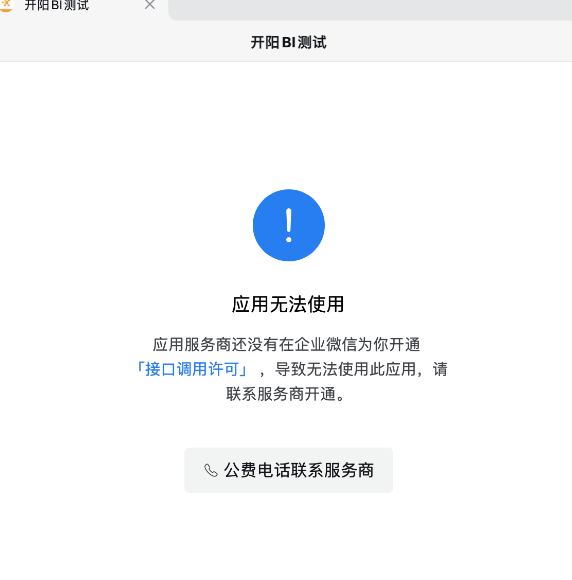 开阳BI测试
开阳BI测试
应用无法使用
应用服务商还没有在企业微信为你开通
「接口调用许可」，导致无法使用此应用，请
联系服务商开通。
公费电话联系服务商